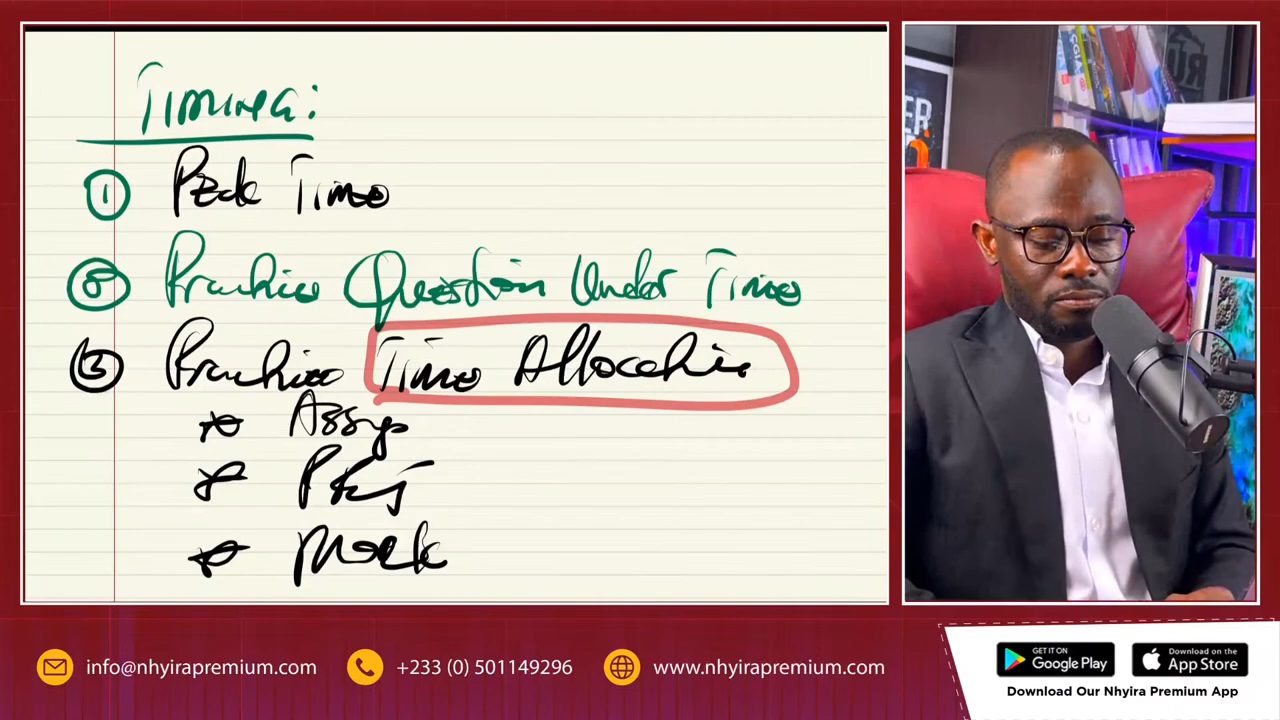 TIMING:
① Peak Time
② Practice Question Under Time
③ Practice Time Allocation
* Assign
* Mock
info@nhyirapremium.com
+233 (0) 501149296
www.nhyirapremium.com
GET IT ON
Google Play
Download on the
App Store
Download Our Nhyira Premium App